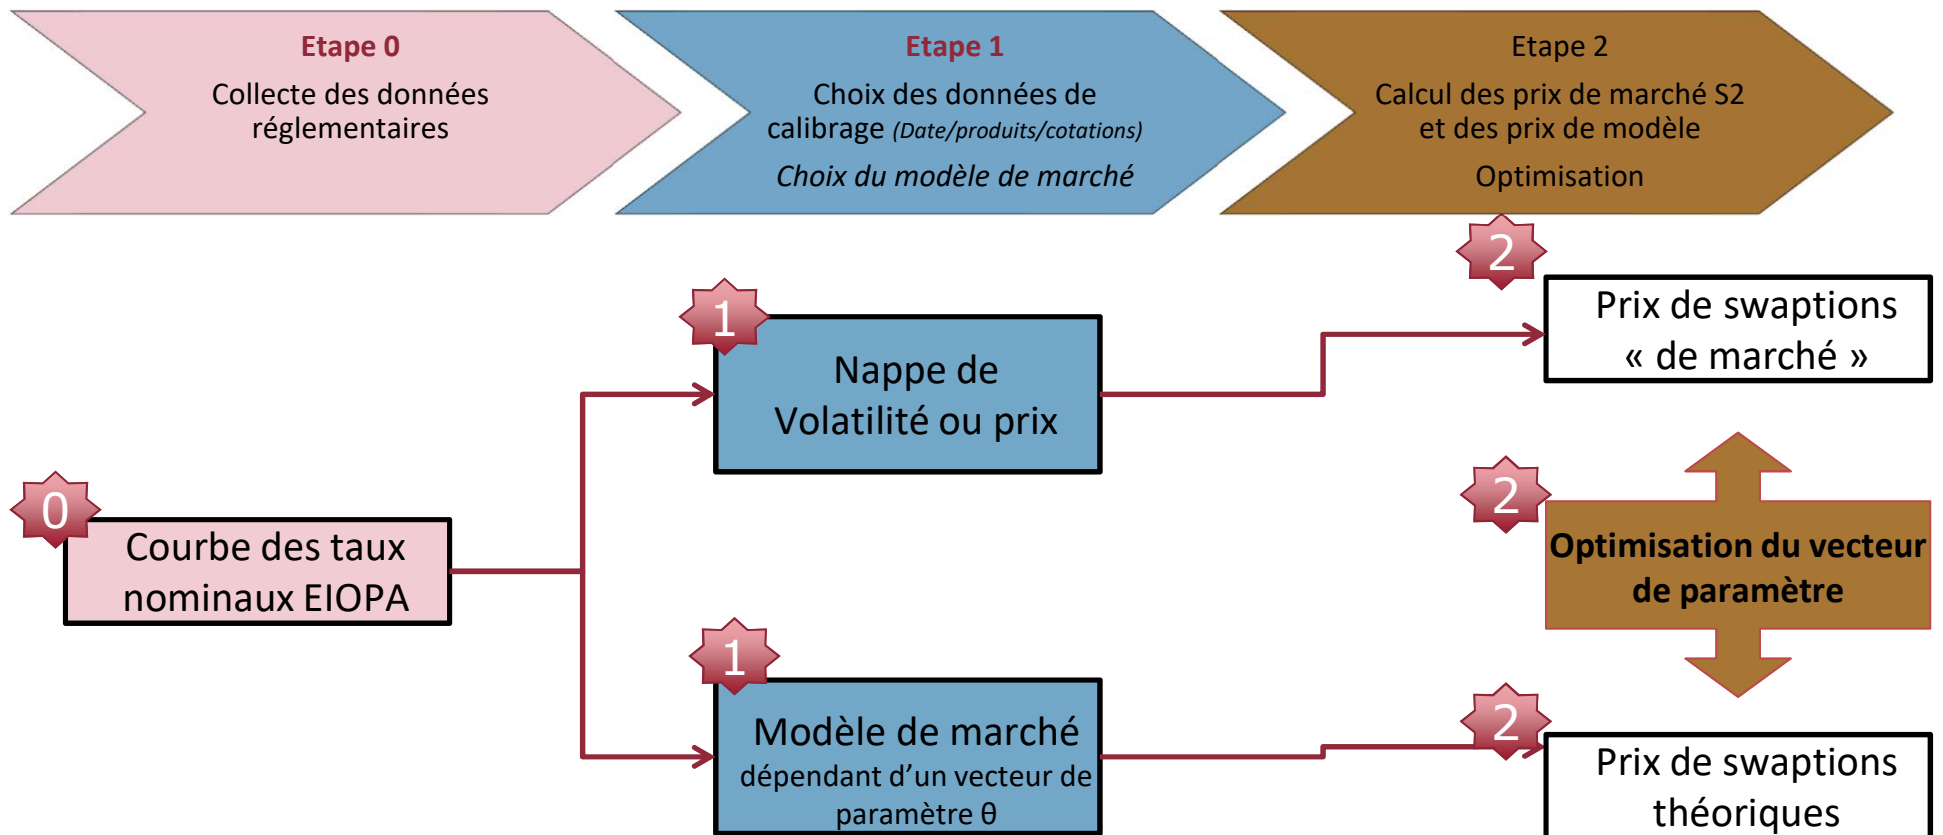 Etape 0
Collecte des données
réglementaires
Etape 1
Choix des données de
calibrage (Date/produits/cotations)
Choix du modèle de marché
Etape 2
Calcul des prix de marché S2
et des prix de modèle
Optimisation
2
Prix de swaptions
« de marché »
1
Nappe de
Volatilité ou prix
0
Courbe des taux
nominaux EIOPA
2
Optimisation du vecteur
de paramètre
1
Modèle de marché
dépendant d’un vecteur de
paramètre θ
2
Prix de swaptions
théoriques